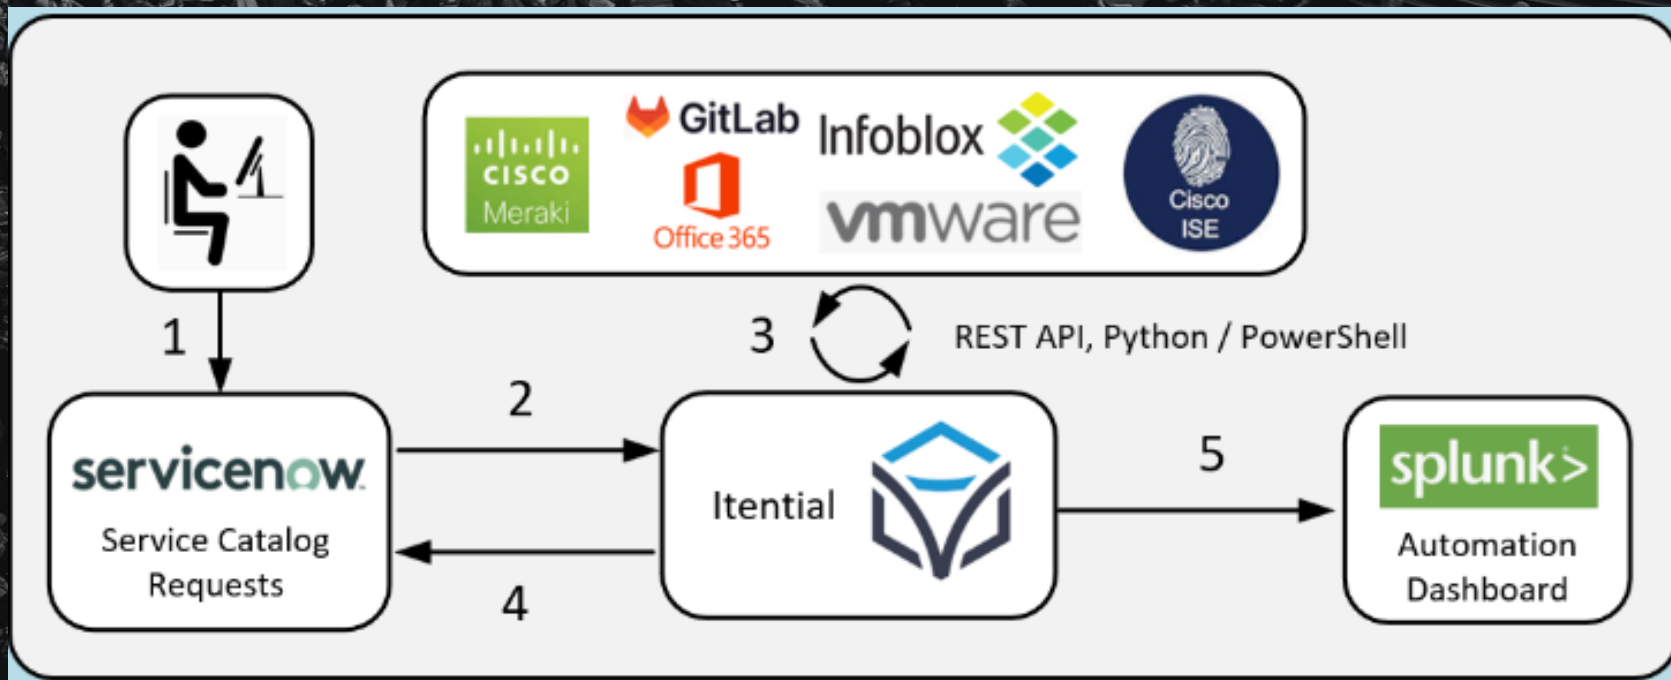 CISCO
Meraki
GitLab
Office 365
Infoblox
vmware
Cisco
ISE
1
3
REST API, Python / PowerShell
servicenow
Service Catalog
Requests
2
4
Itential
5
splunk>
Automation
Dashboard